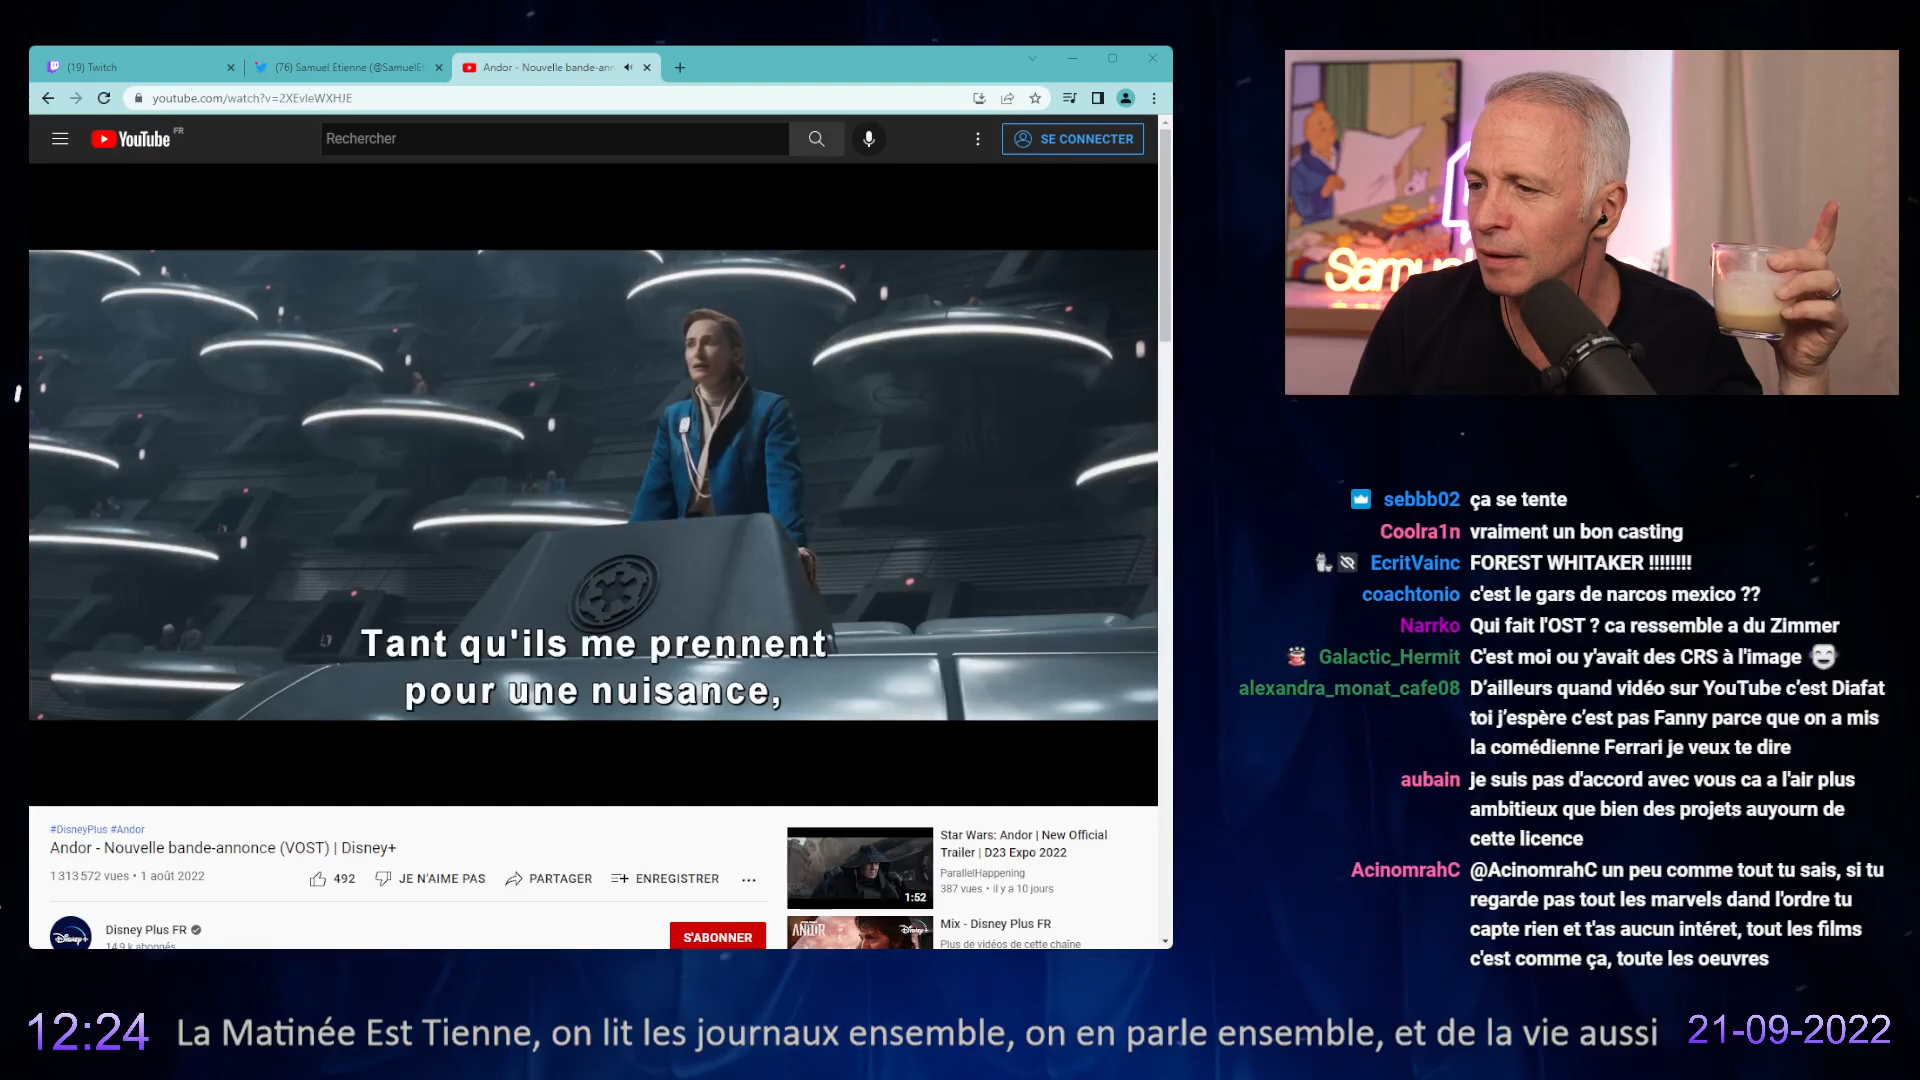 (19) Twitch
(76) Samuel Etienne (@SamuelEt
Andor - Nouvelle bande-ann
youtube.com/watch?v=2XEvIeWXHJE
YouTube FR
Rechercher
SE CONNECTER
Samuel
Tant qu'ils me prennent
pour une nuisance,
#DisneyPlus #Andor
Andor - Nouvelle bande-annonce (VOST) | Disney+
1 313 572 vues • 1 août 2022
492
JE N'AIME PAS
PARTAGER
ENREGISTRER
Disney+
Disney Plus FR
14,9 k abonnés
S'ABONNER
1:52
Star Wars: Andor | New Official
Trailer | D23 Expo 2022
ParallelHappening
387 vues • il y a 10 jours
ANDOR
Disney+
Mix - Disney Plus FR
Plus de vidéos de cette chaîne
sebbb02 ça se tente
Coolra1n vraiment un bon casting
EcritVainc FOREST WHITAKER !!!!!!!!
coachtonio c'est le gars de narcos mexico ??
Narrko Qui fait l'OST ? ca ressemble a du Zimmer
Galactic_Hermit C'est moi ou y'avait des CRS à l'image
alexandra_monat_cafe08 D’ailleurs quand vidéo sur YouTube c’est Diafat
toi j’espère c’est pas Fanny parce que on a mis
la comédienne Ferrari je veux te dire
aubain je suis pas d'accord avec vous ca a l'air plus
ambitieux que bien des projets auyourn de
cette licence
AcinomrahC @AcinomrahC un peu comme tout tu sais, si tu
regarde pas tout les marvels dand l'ordre tu
capte rien et t'as aucun intéret, tout les films
c'est comme ça, toute les oeuvres
12:24
La Matinée Est Tienne, on lit les journaux ensemble, on en parle ensemble, et de la vie aussi
21-09-2022